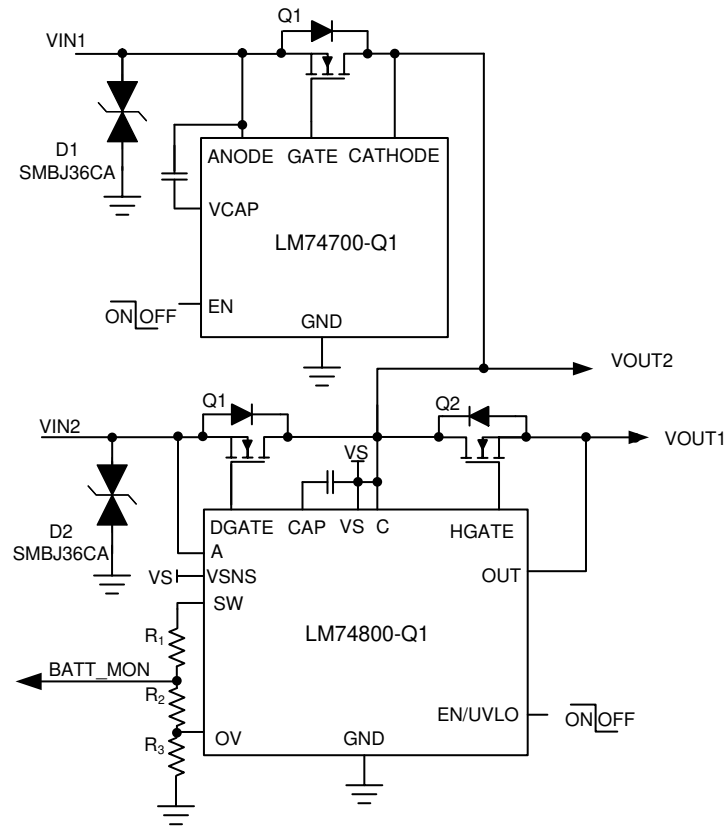 Q1
VIN1
D1
SMBJ36CA
ANODE GATE CATHODE
VCAP
LM74700-Q1
EN
ON OFF
GND
VOUT2
Q1
Q2
VIN2
VOUT1
VS
D2
SMBJ36CA
DGATE CAP VS C HGATE
A
VS VSNS
OUT
SW
R1
LM74800-Q1
BATT_MON
R2
EN/UVLO
ON OFF
R3
OV
GND